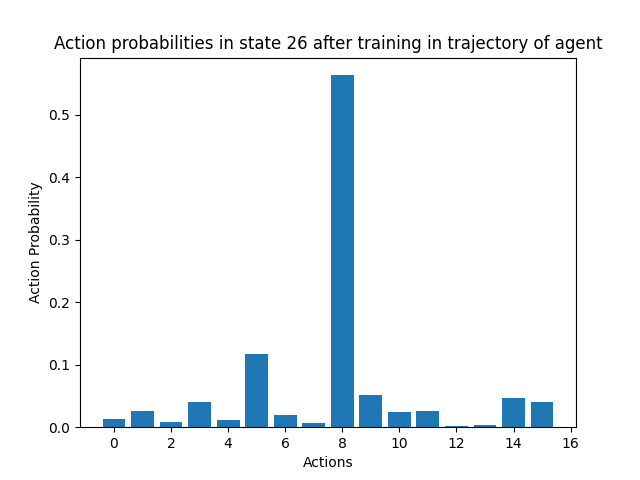 Action probabilities in state 26 after training in trajectory of agent
0.5
0.4
0.3
0.2
0.1
0.0
Action Probability
0 2 4 6 8 10 12 14 16
Actions